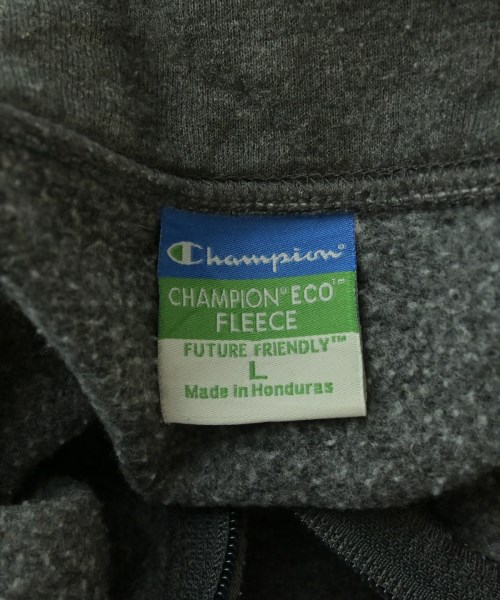 Champion®
CHAMPION® ECO™
FLEECE
FUTURE FRIENDLY™
L
Made in Honduras